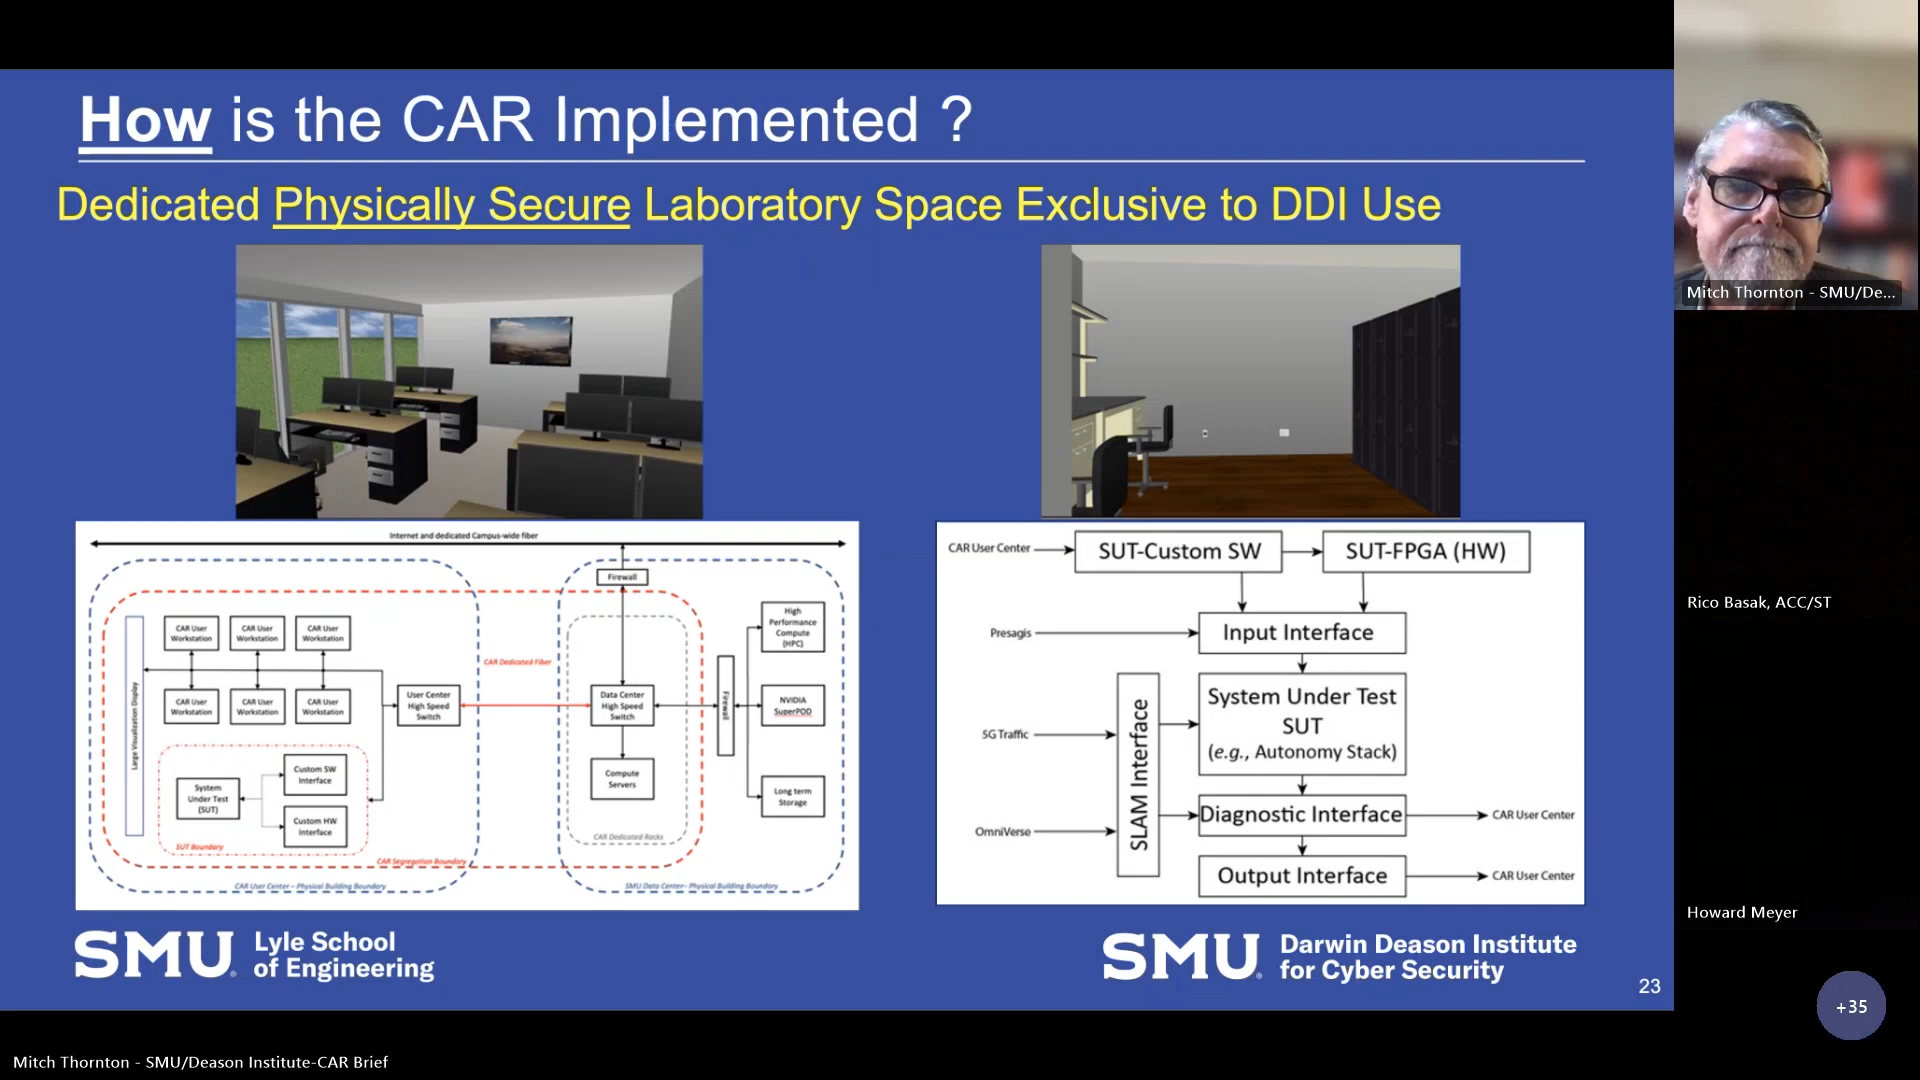 How is the CAR Implemented ?
Dedicated Physically Secure Laboratory Space Exclusive to DDI Use
Internet and dedicated Campus-wide fiber
Firewall
CAR User
Workstation
CAR User
Workstation
CAR User
Workstation
CAR User
Workstation
CAR User
Workstation
CAR User
Workstation
Large Visualization Display
User Center
High Speed
Switch
CAR Dedicated Fiber
Data Center
High Speed
Switch
Compute
Servers
CAR Dedicated Racks
Firewall
High
Performance
Compute
(HPC)
NVIDIA
SuperPOD
Long term
Storage
System
Under Test
(SUT)
Custom SW
Interface
Custom HW
Interface
SUT Boundary
CAR Segregation Boundary
CAR User Center – Physical Building Boundary
SMU Data Center– Physical Building Boundary
CAR User Center
SUT-Custom SW
SUT-FPGA (HW)
Presagis
Input Interface
System Under Test
SUT
(e.g., Autonomy Stack)
5G Traffic
SLAM Interface
OmniVerse
Diagnostic Interface
CAR User Center
Output Interface
CAR User Center
SMU® Lyle School
of Engineering
SMU® Darwin Deason Institute
for Cyber Security
23
Mitch Thornton - SMU/De...
Rico Basak, ACC/ST
Howard Meyer
+35
Mitch Thornton - SMU/Deason Institute-CAR Brief